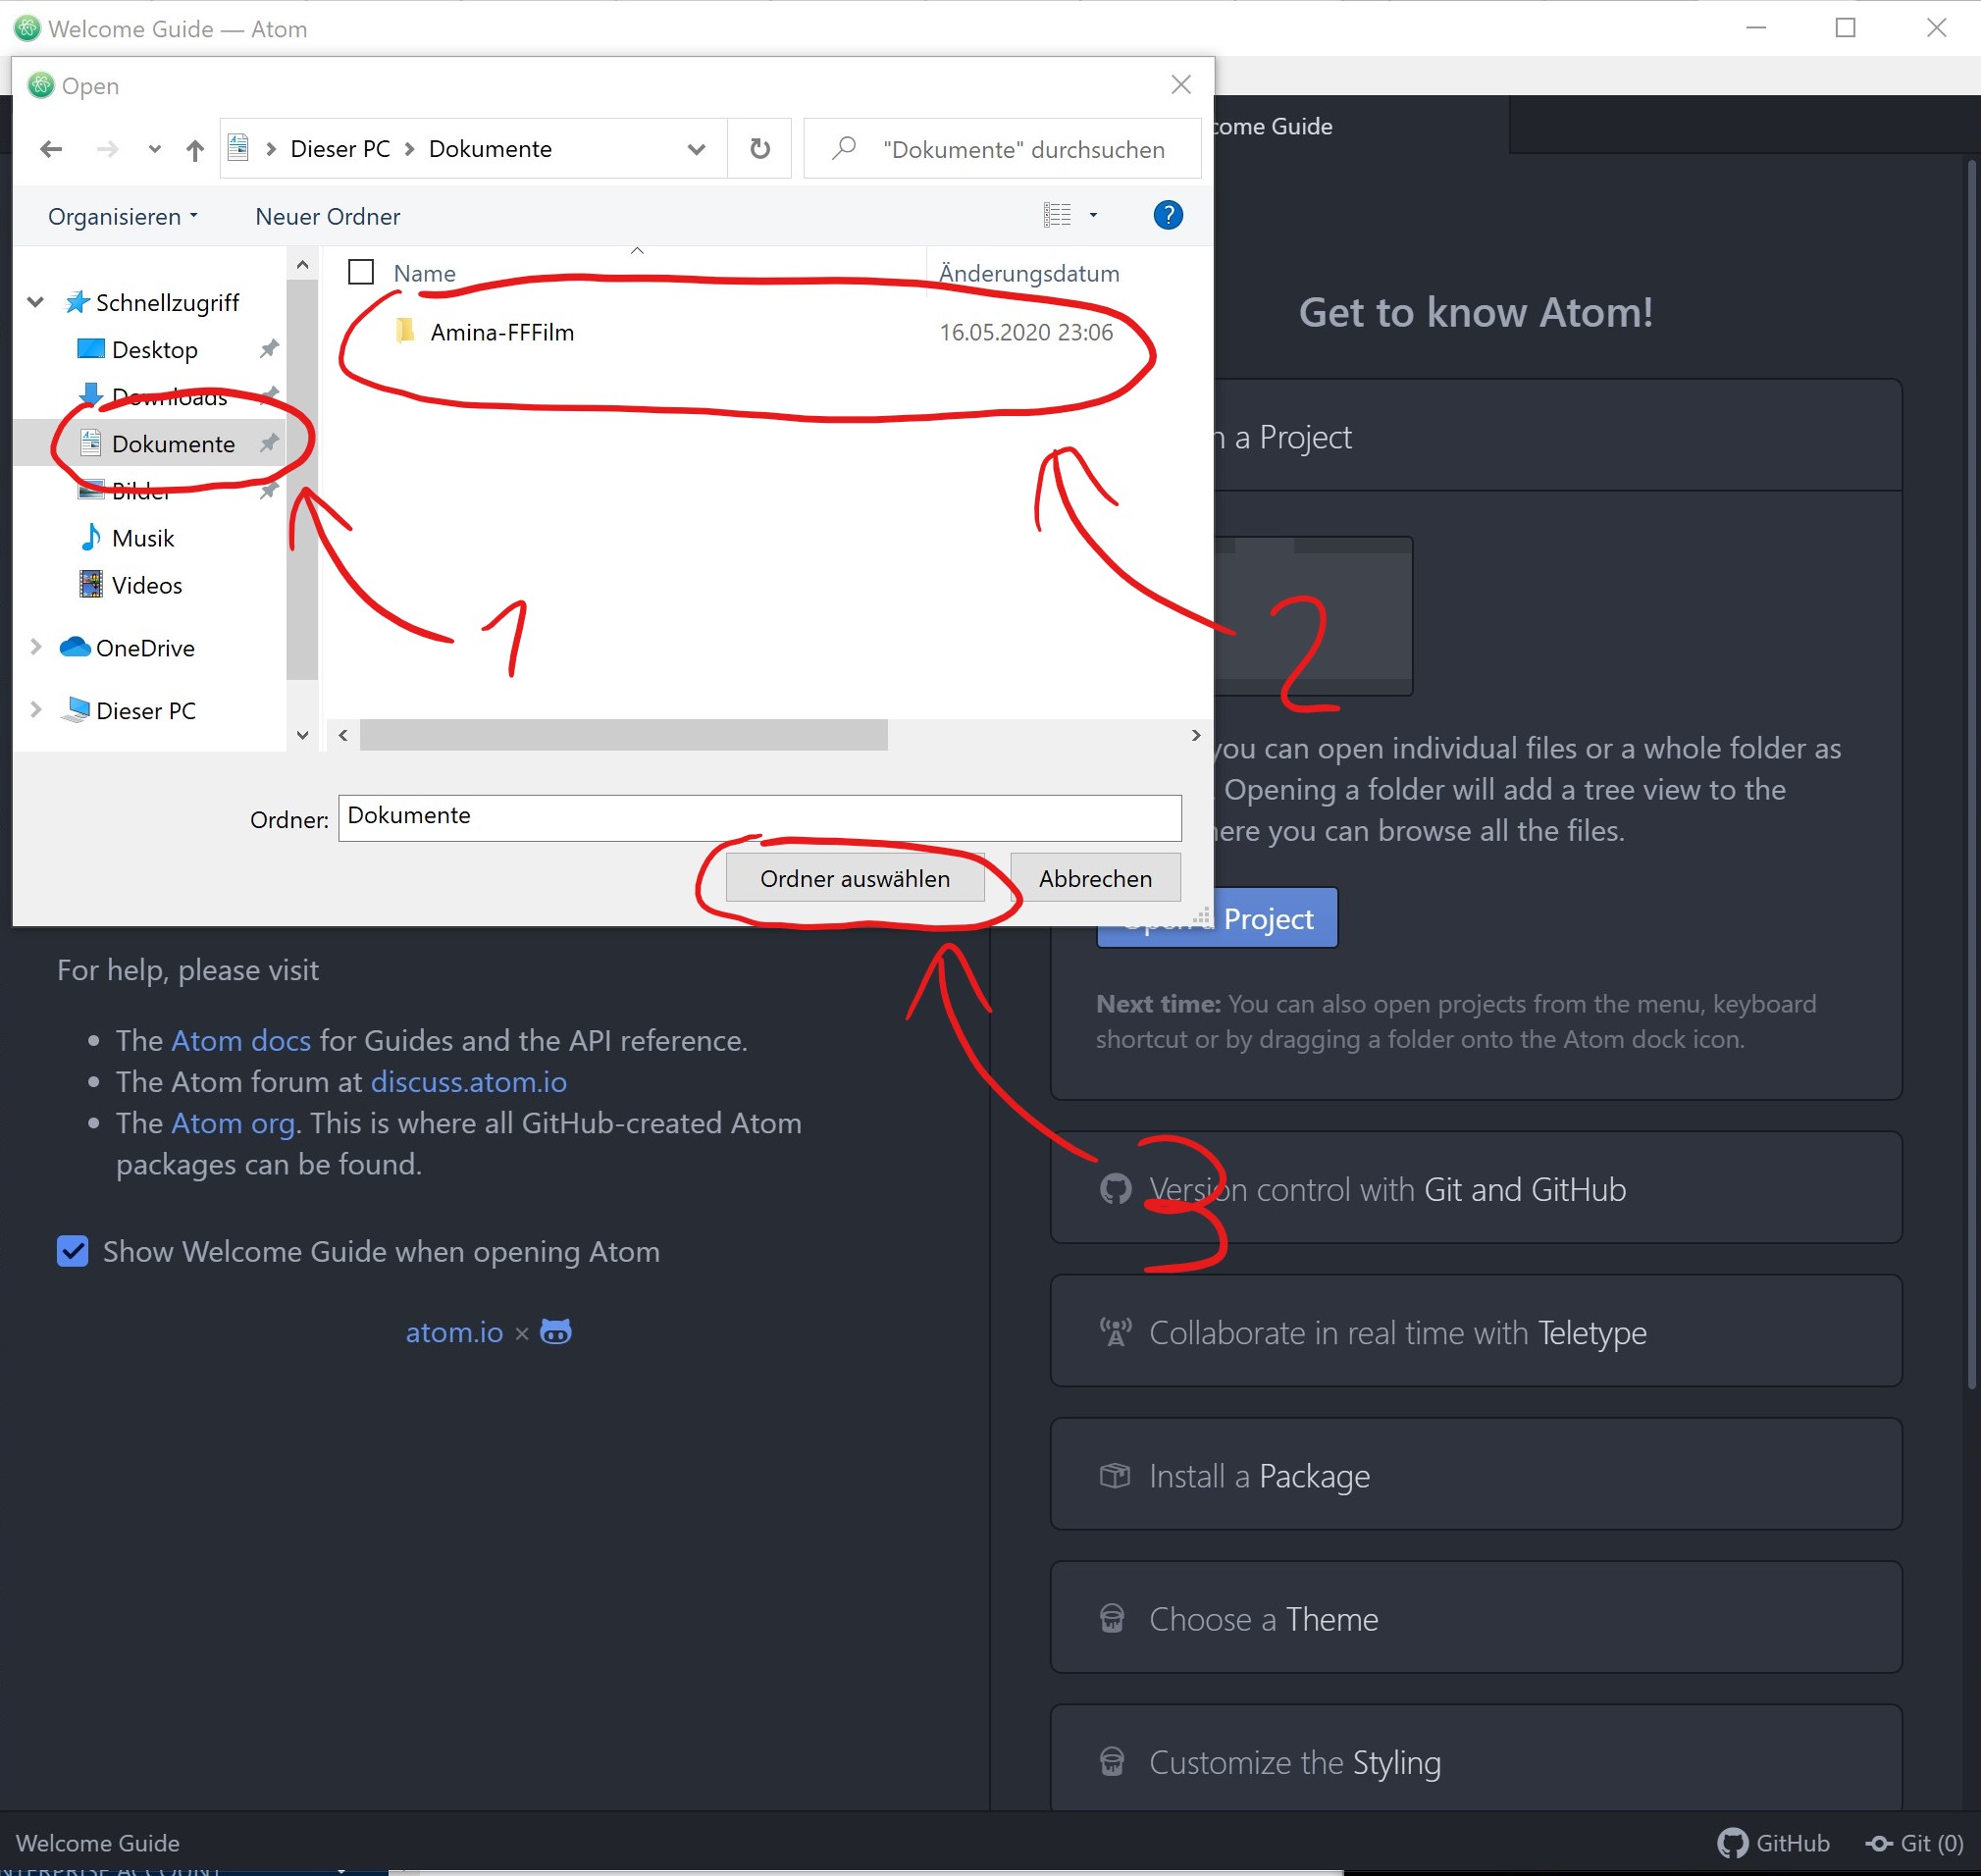 Welcome Guide — Atom
Open
Dieser PC
Dokumente
"Dokumente" durchsuchen
come Guide
Organisieren
Neuer Ordner
?
Name
Änderungsdatum
Schnellzugriff
Desktop
Downloads
Dokumente
Bilder
Musik
Videos
OneDrive
Dieser PC
Amina-FFFilm
16.05.2020 23:06
1
2
Ordner:
Dokumente
Ordner auswählen
Abbrechen
3
For help, please visit
The Atom docs for Guides and the API reference.
The Atom forum at discuss.atom.io
The Atom org. This is where all GitHub-created Atom
packages can be found.
Show Welcome Guide when opening Atom
atom.io ×
Get to know Atom!
n a Project
you can open individual files or a whole folder as
. Opening a folder will add a tree view to the
here you can browse all the files.
Open a Project
Next time: You can also open projects from the menu, keyboard
shortcut or by dragging a folder onto the Atom dock icon.
Version control with Git and GitHub
Collaborate in real time with Teletype
Install a Package
Choose a Theme
Customize the Styling
Welcome Guide
GitHub
Git (0)
NTERPRISE ACCOUNT